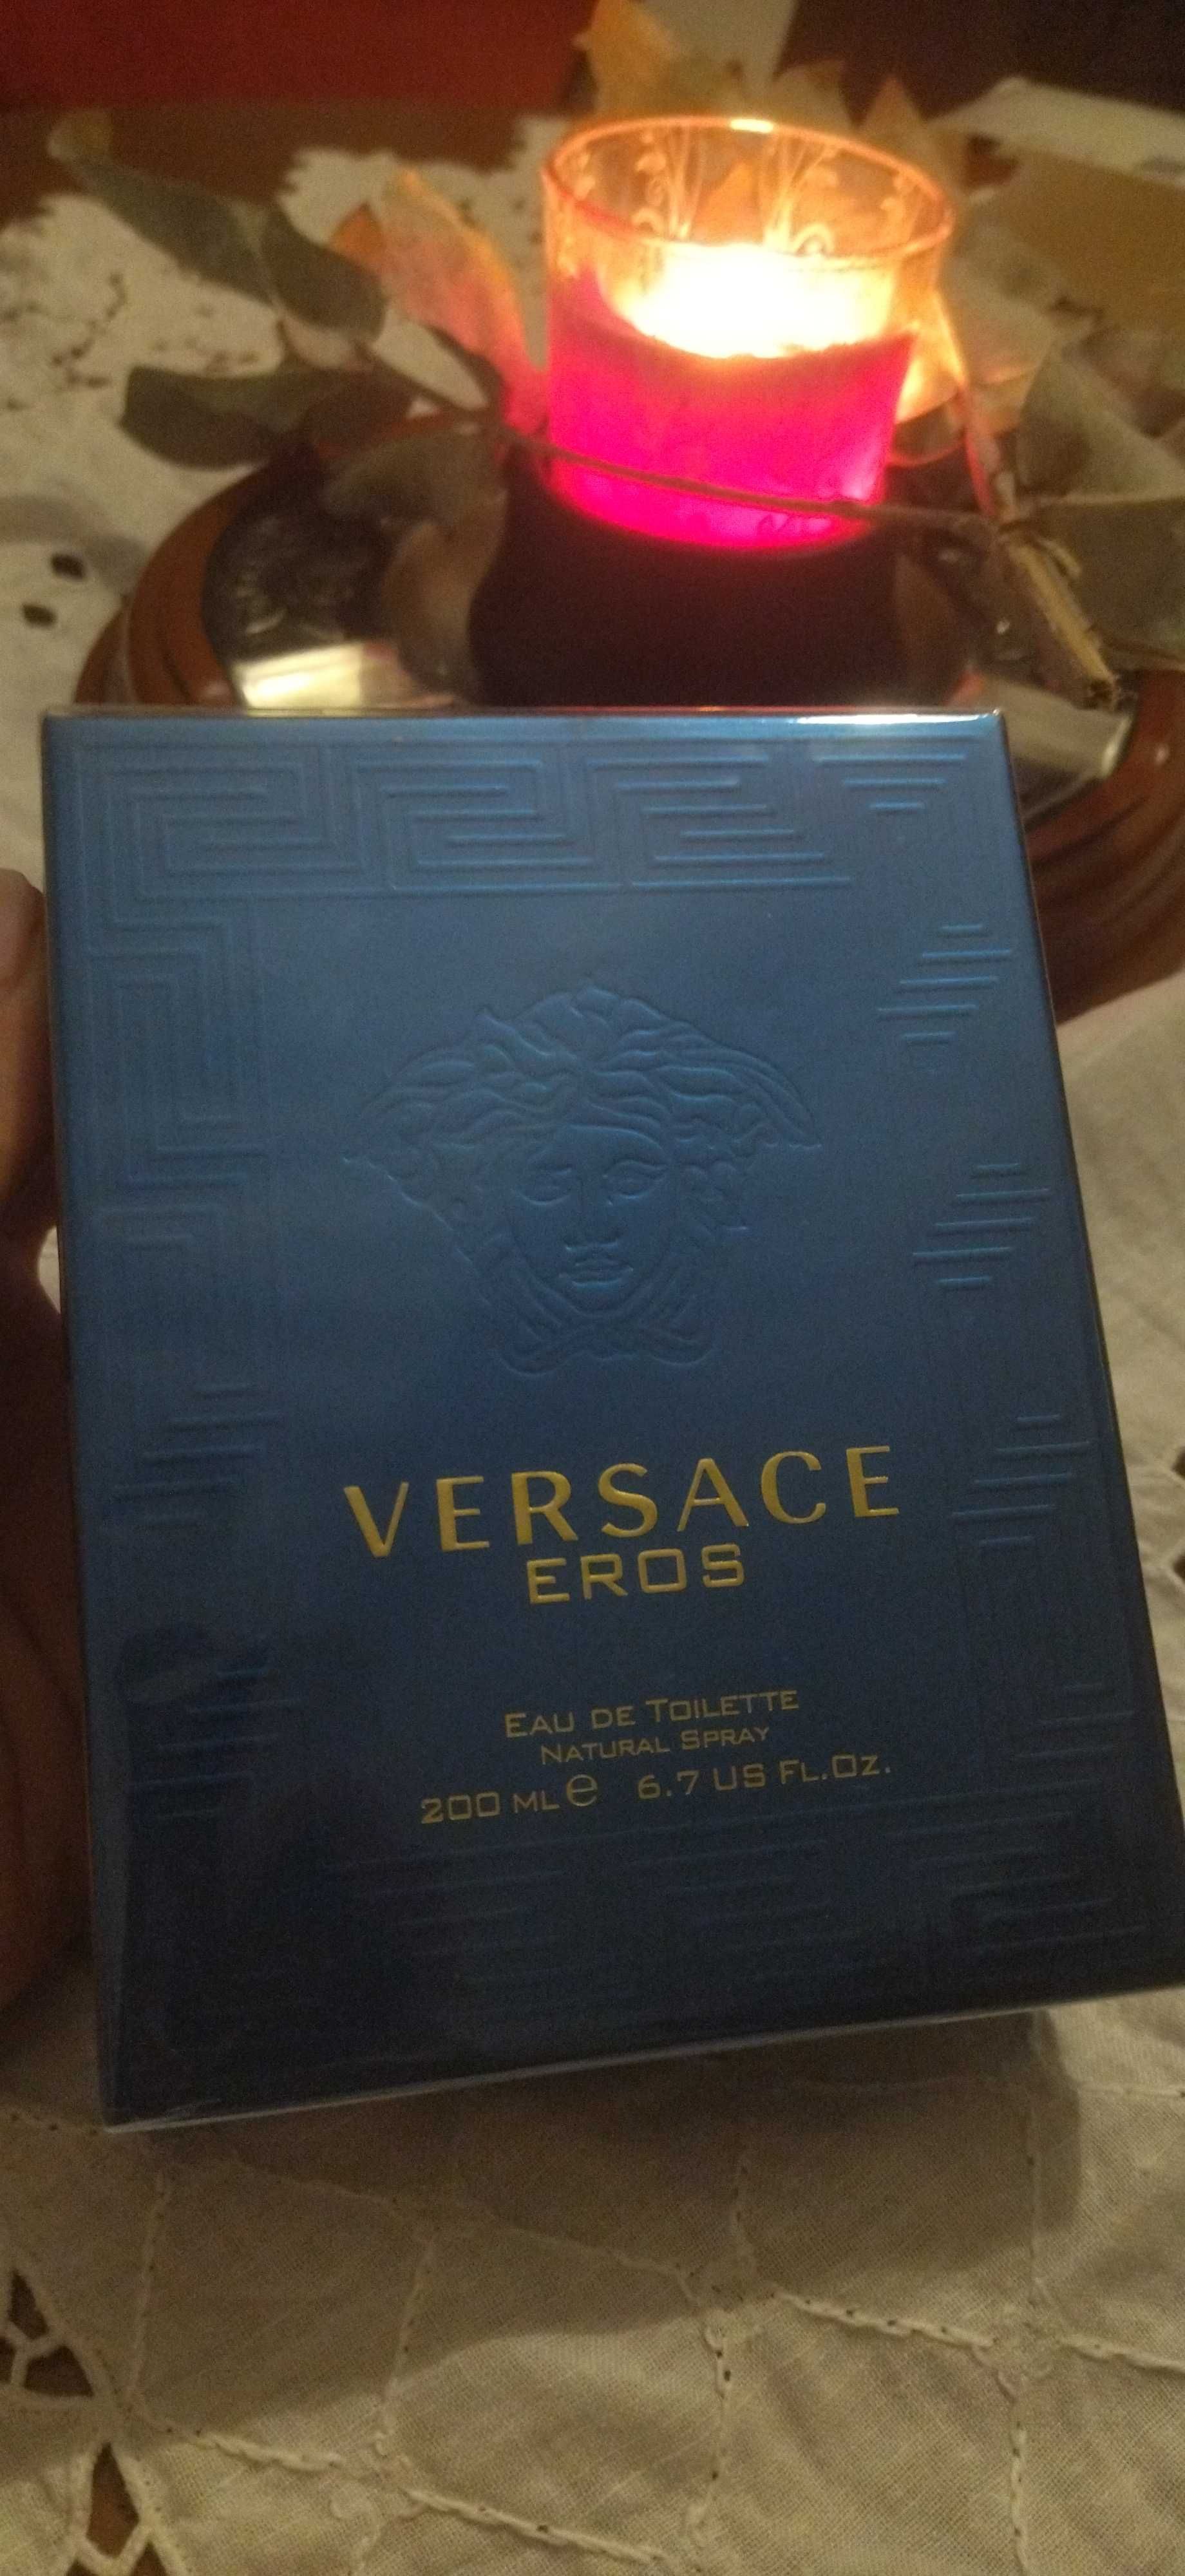 VERSACE
EROS
EAU DE TOILETTE
NATURAL SPRAY
200 ML e 6.7 US FL.OZ.